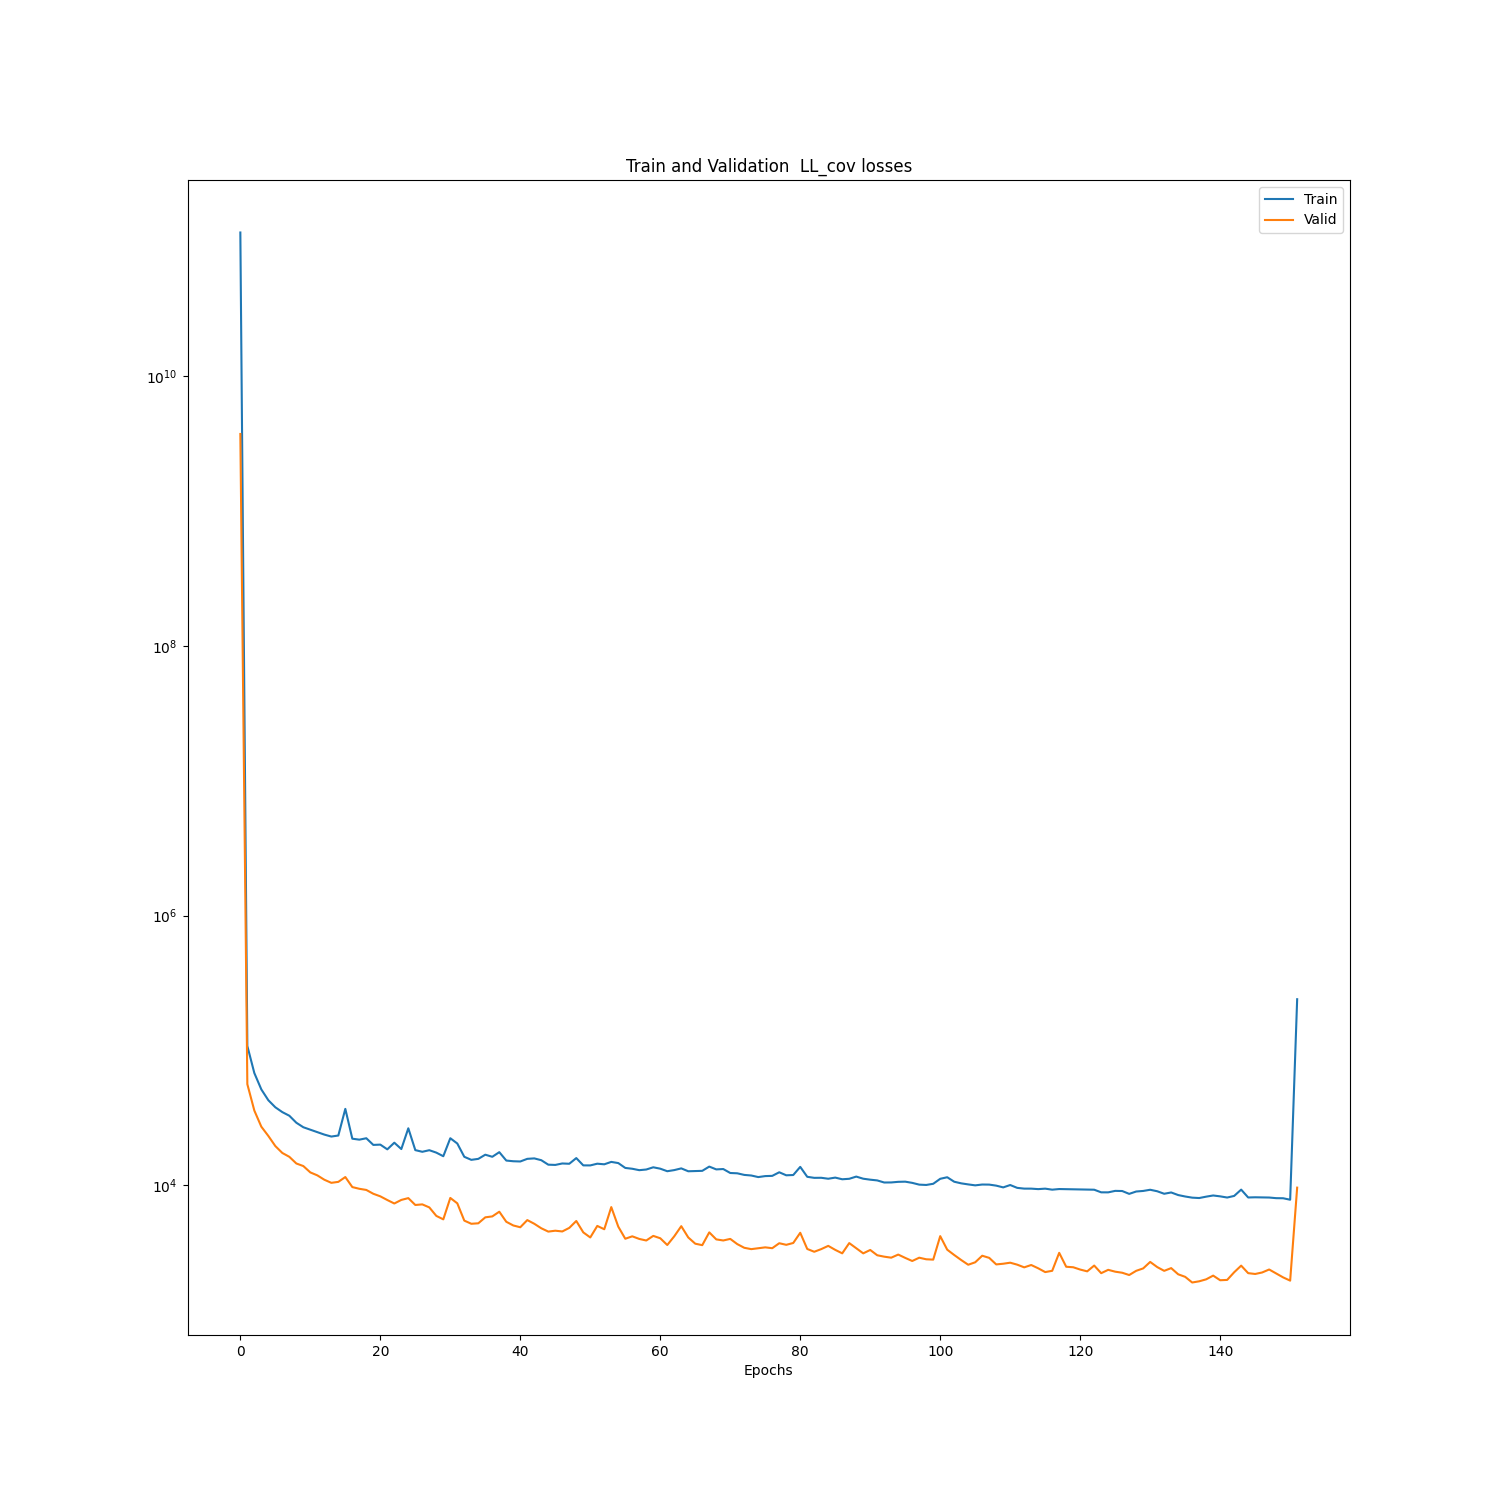 Train and Validation  LL_cov losses
Train
Valid
10^10
10^8
10^6
10^4
0 20 40 60 80 100 120 140
Epochs